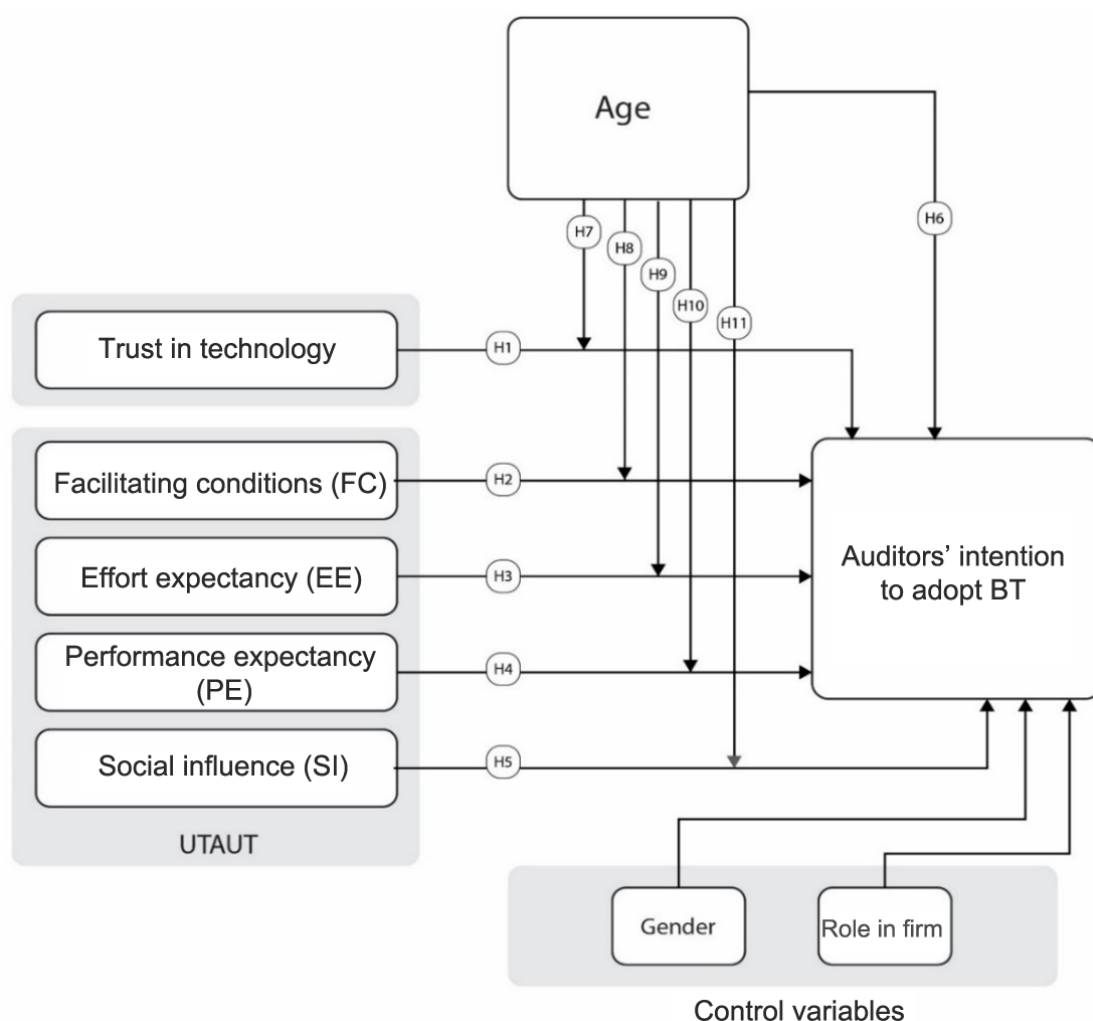 Age
H7
H8
H6
H9
H10
H11
Trust in technology
H1
Facilitating conditions (FC)
H2
Effort expectancy (EE)
H3
Performance expectancy
(PE)
H4
Social influence (SI)
H5
UTAUT
Auditors’ intention
to adopt BT
Gender
Role in firm
Control variables